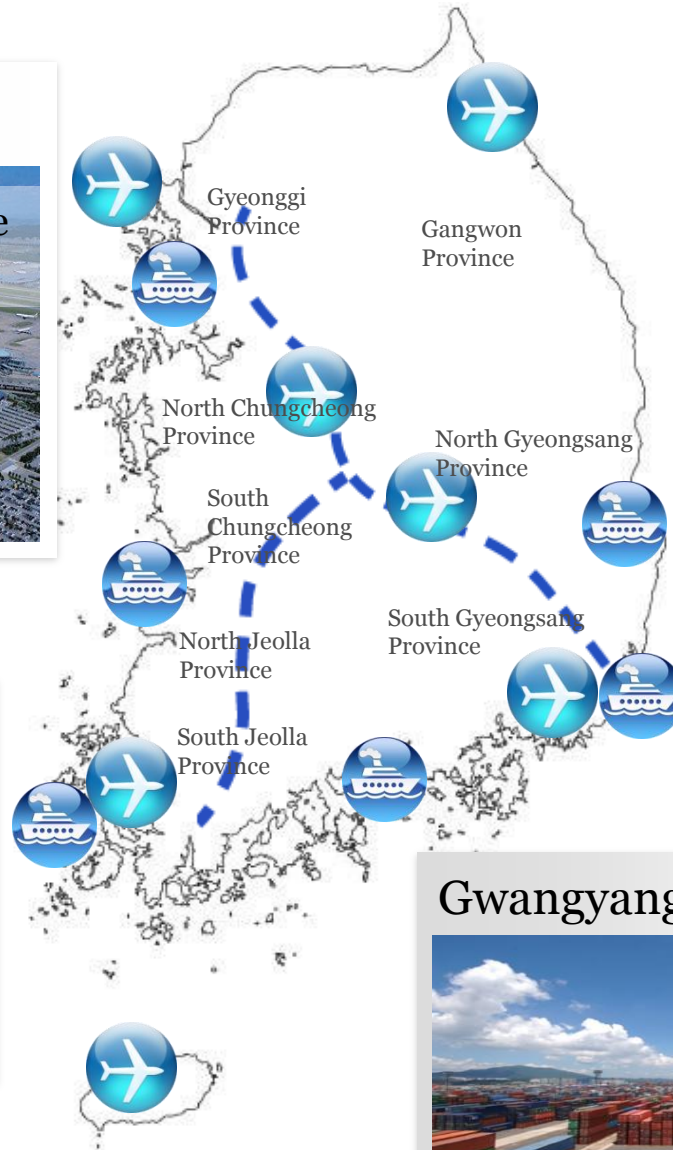 e
Gyeonggi
Province
Gangwon
Province
North Chungcheong
Province
North Gyeongsang
Province
South
Chungcheong
Province
South Gyeongsang
Province
North Jeolla
Province
South Jeolla
Province
Gwangyang